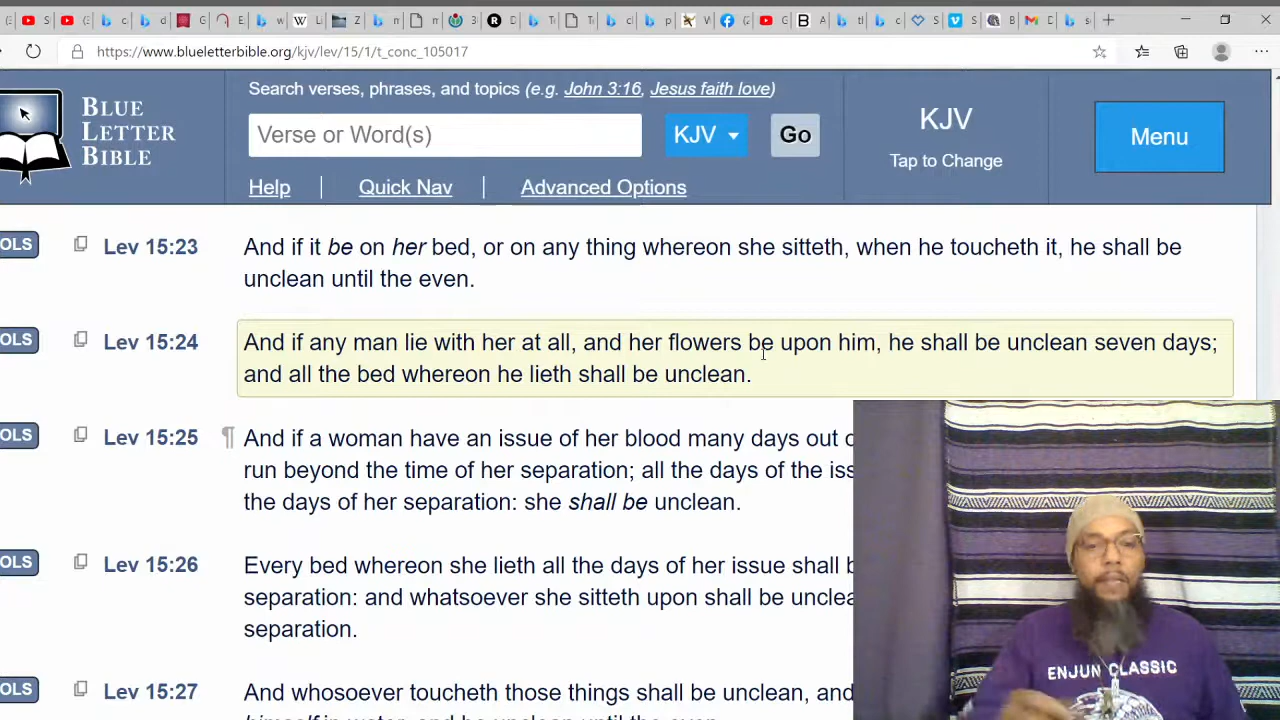 https://www.blueletterbible.org/kjv/lev/15/1/t_conc_105017
BLUE
LETTER
BIBLE
Search verses, phrases, and topics (e.g. John 3:16, Jesus faith love)
Verse or Word(s)
KJV
Go
Help | Quick Nav | Advanced Options
KJV
Tap to Change
Menu
OLS Lev 15:23 And if it be on her bed, or on any thing whereon she sitteth, when he toucheth it, he shall be
unclean until the even.
OLS Lev 15:24 And if any man lie with her at all, and her flowers be upon him, he shall be unclean seven days;
and all the bed whereon he lieth shall be unclean.
OLS Lev 15:25 ¶ And if a woman have an issue of her blood many days out
run beyond the time of her separation; all the days of the
the days of her separation: she shall be unclean.
OLS Lev 15:26 Every bed whereon she lieth all the days of her issue shall
separation: and whatsoever she sitteth upon shall be
separation.
OLS Lev 15:27 And whosoever toucheth those things shall be unclean, and
ENJUN CLASSIC